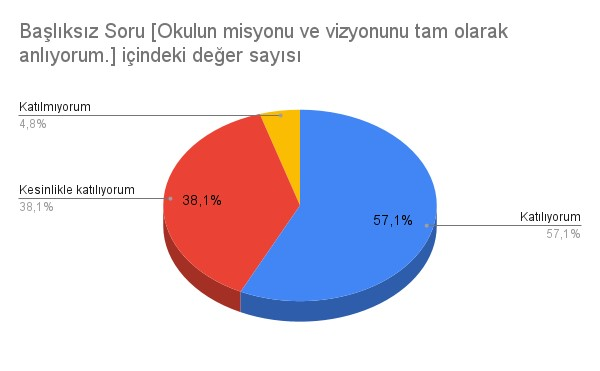 Başlıksız Soru [Okulun misyonu ve vizyonunu tam olarak
anlıyorum.] içindeki değer sayısı
Katılmıyorum
4,8%
Kesinlikle katılıyorum
38,1%
38,1%
57,1%
Katılıyorum
57,1%